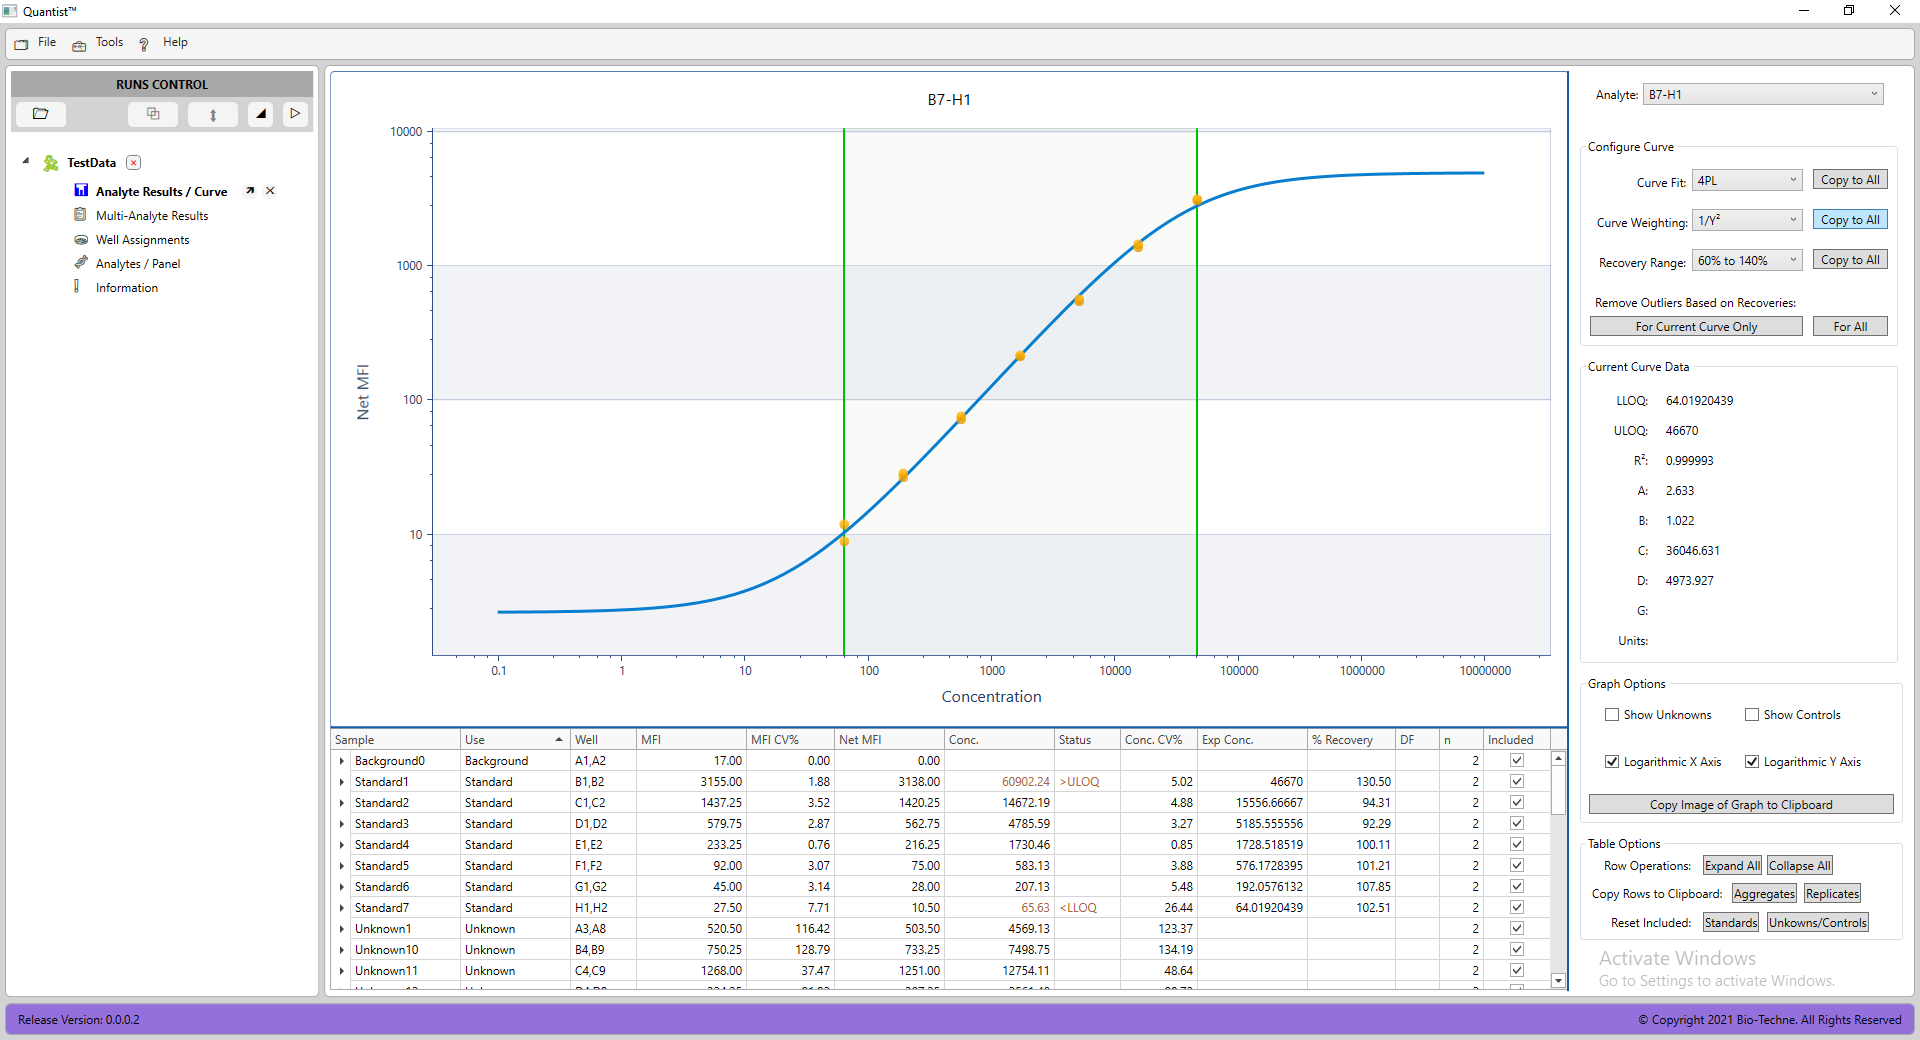 Quantist™
File Tools Help
RUNS CONTROL
TestData
Analyte Results / Curve
Multi-Analyte Results
Well Assignments
Analytes / Panel
Information
B7-H1
10000
1000
100
10
Net MFI
0.1 1 10 100 1000 10000 100000 1000000 10000000
Concentration
Sample Use Well MFI MFI CV% Net MFI Conc. Status Conc. CV% Exp Conc. % Recovery DF n Included
Background0 Background A1,A2 17.00 0.00 0.00 2
Standard1 Standard B1,B2 3155.00 1.88 3138.00 60902.24 >ULOQ 5.02 46670 130.50 2
Standard2 Standard C1,C2 1437.25 3.52 1420.25 14672.19 4.88 15556.66667 94.31 2
Standard3 Standard D1,D2 579.75 2.87 562.75 4785.59 3.27 5185.555556 92.29 2
Standard4 Standard E1,E2 233.25 0.76 216.25 1730.46 0.85 1728.518519 100.11 2
Standard5 Standard F1,F2 92.00 3.07 75.00 583.13 3.88 576.1728395 101.21 2
Standard6 Standard G1,G2 45.00 3.14 28.00 207.13 5.48 192.0576132 107.85 2
Standard7 Standard H1,H2 27.50 7.71 10.50 65.63 <LLOQ 26.44 64.01920439 102.51 2
Unknown1 Unknown A3,A8 520.50 116.42 503.50 4569.13 123.37 2
Unknown10 Unknown B4,B9 750.25 128.79 733.25 7498.75 134.19 2
Unknown11 Unknown C4,C9 1268.00 37.47 1251.00 12754.11 48.64 2
Analyte: B7-H1
Configure Curve
Curve Fit: 4PL Copy to All
Curve Weighting: 1/Y² Copy to All
Recovery Range: 60% to 140% Copy to All
Remove Outliers Based on Recoveries:
For Current Curve Only For All
Current Curve Data
LLOQ: 64.01920439
ULOQ: 46670
R²: 0.999993
A: 2.633
B: 1.022
C: 36046.631
D: 4973.927
G:
Units:
Graph Options
Show Unknowns Show Controls
Logarithmic X Axis Logarithmic Y Axis
Copy Image of Graph to Clipboard
Table Options
Row Operations: Expand All Collapse All
Copy Rows to Clipboard: Aggregates Replicates
Reset Included: Standards Unkowns/Controls
Activate Windows
Go to Settings to activate Windows.
Release Version: 0.0.0.2
© Copyright 2021 Bio-Techne. All Rights Reserved